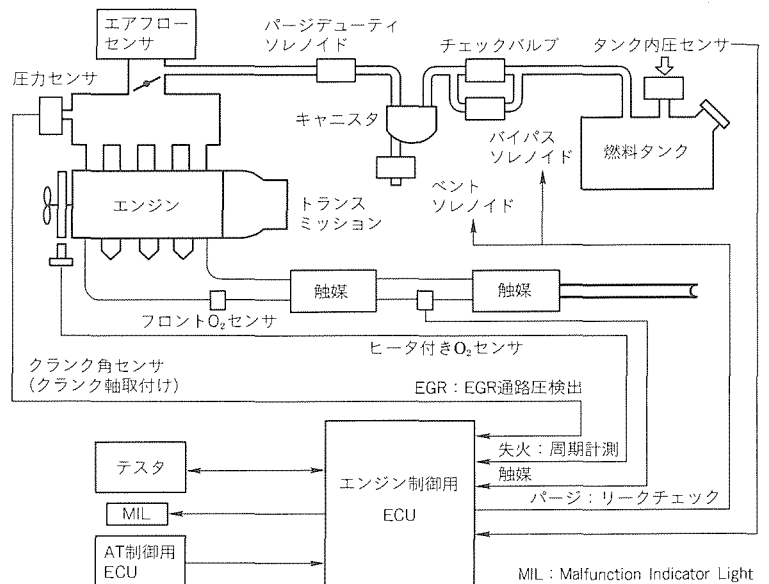 エアフロー
センサ
パージデューティ
ソレノイド
チェックバルブ
タンク内圧センサ
圧力センサ
キャニスタ
バイパス
ソレノイド
燃料タンク
ベント
ソレノイド
エンジン
トランス
ミッション
触媒
触媒
フロントO₂センサ
ヒータ付きO₂センサ
クランク角センサ
(クランク軸取付け)
EGR：EGR通路圧検出
失火：周期計測
触媒
パージ：リークチェック
テスタ
エンジン制御用
ECU
MIL
AT制御用
ECU
MIL：Malfunction Indicator Light